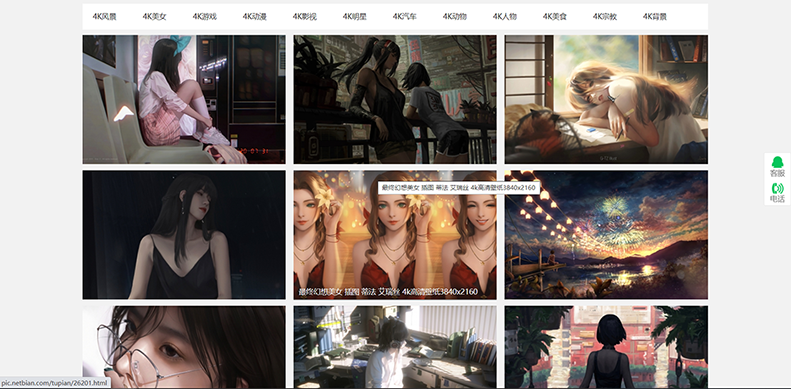 4K风景 4K美女 4K游戏 4K动漫 4K影视 4K明星 4K汽车 4K动物 4K人物 4K美食 4K宗教 4K背景
最终幻想美女 插图 蒂法 艾瑞丝 4k高清壁纸3840x2160
客服
电话
最终幻想美女 插图 蒂法 艾瑞丝 4k高清壁纸3840x2160
pic.netbian.com/tupian/26201.html